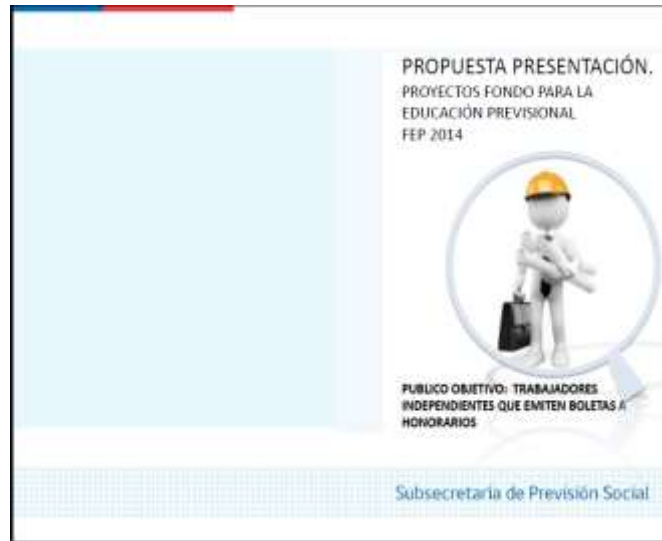 PROPUESTA PRESENTACIÓN.
PROYECTOS FONDO PARA LA
EDUCACIÓN PREVISIONAL
FEP 2014
PUBLICO OBJETIVO: TRABAJADORES
INDEPENDIENTES QUE EMITEN BOLETAS A
HONORARIOS
Subsecretaría de Previsión Social